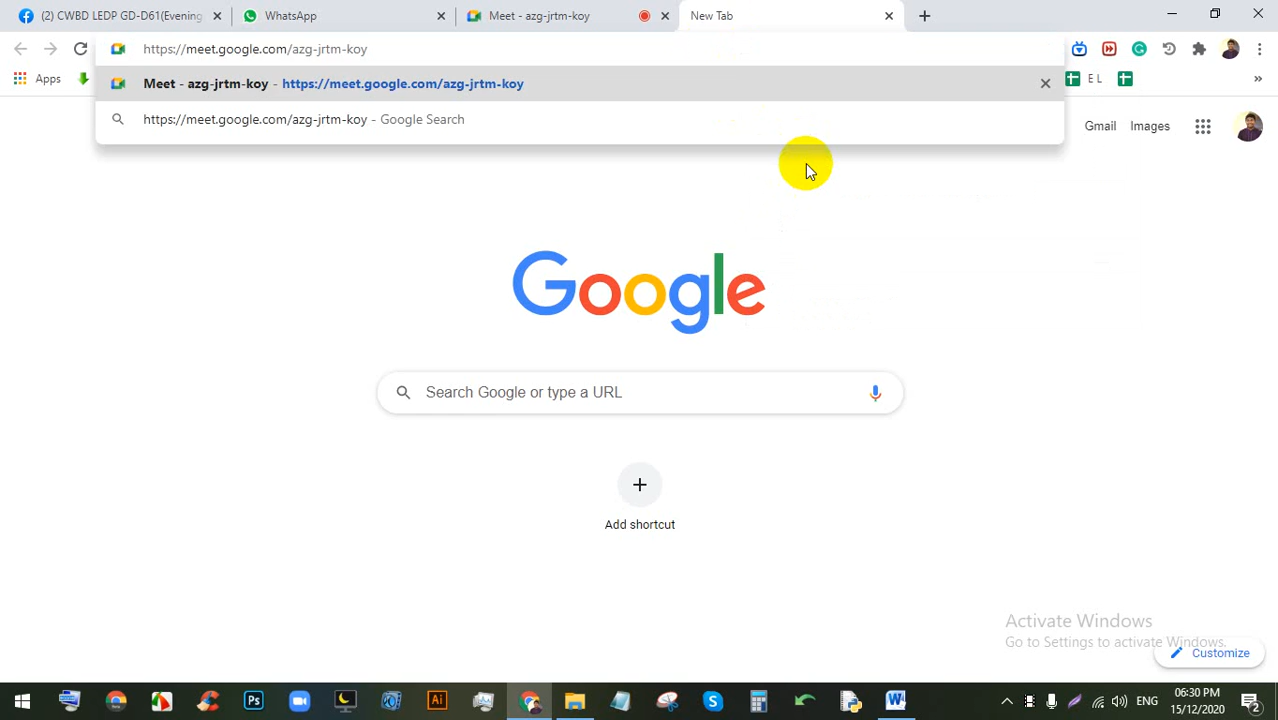 (2) CWBD LEDP GD-D61(Evening
WhatsApp
Meet - azg-jrtm-koy
New Tab
https://meet.google.com/azg-jrtm-koy
Meet - azg-jrtm-koy - https://meet.google.com/azg-jrtm-koy
https://meet.google.com/azg-jrtm-koy - Google Search
Apps
E L
»
Gmail Images
Google
Search Google or type a URL
Add shortcut
Activate Windows
Go to Settings to activate Windows.
Customize
Ps
Ai
W
ENG
06:30 PM
15/12/2020
2